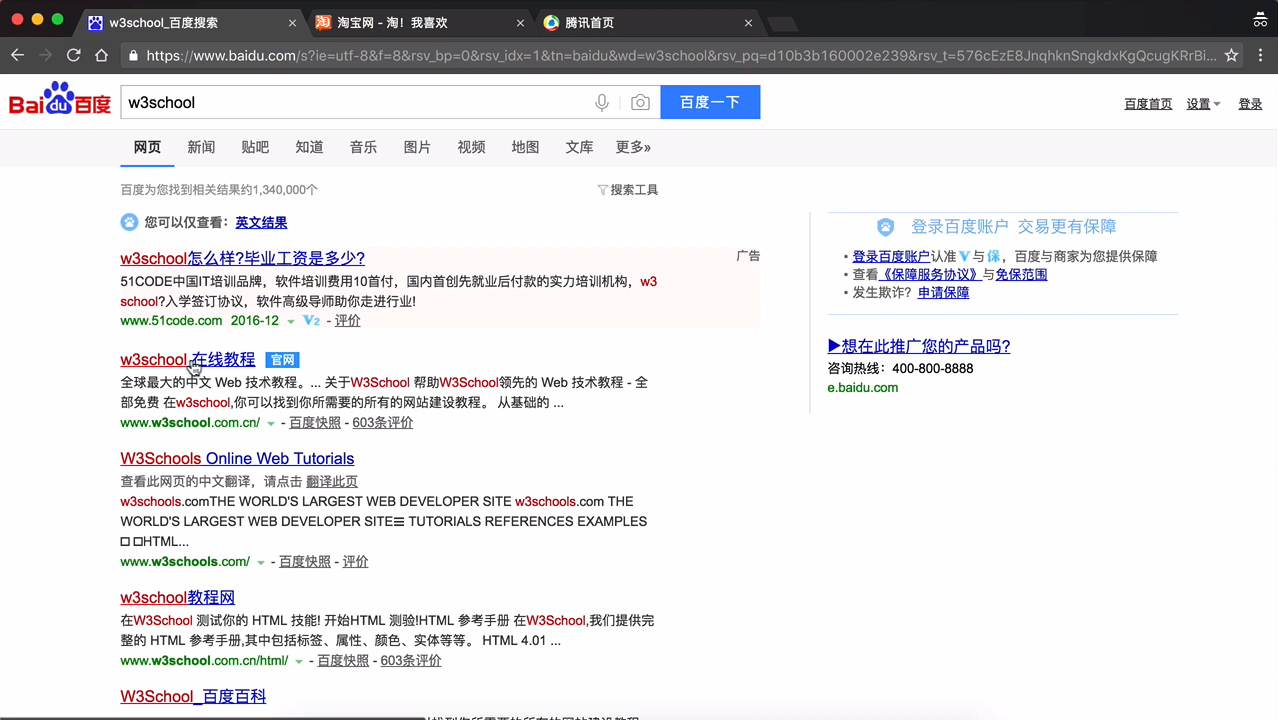 w3school_百度搜索
淘宝网 - 淘！我喜欢
腾讯首页
https://www.baidu.com/s?ie=utf-8&f=8&rsv_bp=0&rsv_idx=1&tn=baidu&wd=w3school&rsv_pq=d10b3b160002e239&rsv_t=576cEzE8JnqhknSngkdxKgQcugKRrBi...
Bai du 百度
w3school
百度一下
百度首页 设置 登录
网页 新闻 贴吧 知道 音乐 图片 视频 地图 文库 更多»
百度为您找到相关结果约1,340,000个
搜索工具
您可以仅查看：英文结果
w3school怎么样?毕业工资是多少?
广告
51CODE中国IT培训品牌，软件培训费用10首付，国内首创先就业后付款的实力培训机构，w3
school?入学签订协议，软件高级导师助你走进行业!
www.51code.com 2016-12 V2 - 评价
w3school 在线教程 官网
全球最大的中文 Web 技术教程。... 关于W3School 帮助W3School领先的 Web 技术教程 - 全
部免费 在w3school,你可以找到你所需要的所有的网站建设教程。 从基础的 ...
www.w3school.com.cn/ - 百度快照 - 603条评价
W3Schools Online Web Tutorials
查看此网页的中文翻译，请点击 翻译此页
w3schools.comTHE WORLD'S LARGEST WEB DEVELOPER SITE w3schools.com THE
WORLD'S LARGEST WEB DEVELOPER SITE☰ TUTORIALS REFERENCES EXAMPLES
□ □HTML...
www.w3schools.com/ - 百度快照 - 评价
w3school教程网
在W3School 测试你的 HTML 技能! 开始HTML 测验!HTML 参考手册 在W3School,我们提供完
整的 HTML 参考手册,其中包括标签、属性、颜色、实体等等。 HTML 4.01 ...
www.w3school.com.cn/html/ - 百度快照 - 603条评价
W3School_百度百科
登录百度账户 交易更有保障
• 登录百度账户认准V与保，百度与商家为您提供保障
• 查看《保障服务协议》与免保范围
• 发生欺诈？申请保障
▶想在此推广您的产品吗?
咨询热线：400-800-8888
e.baidu.com